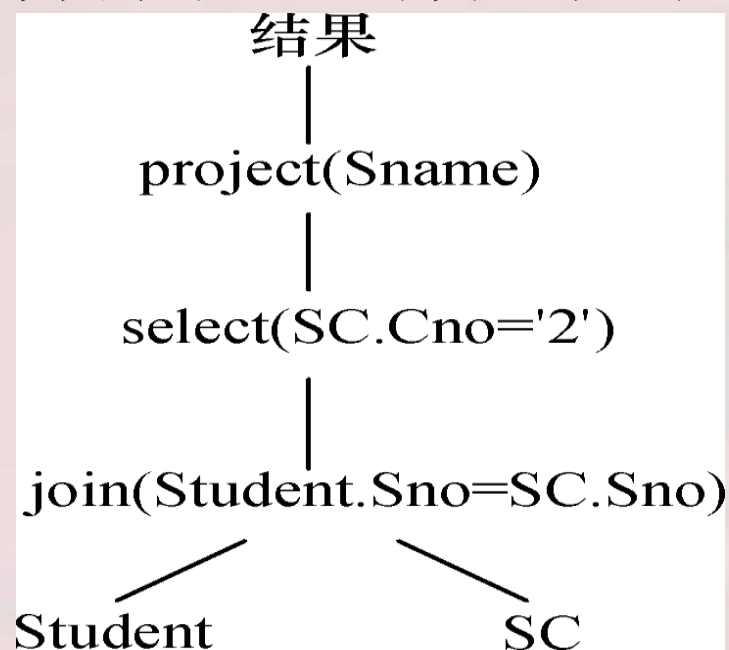 结果
project(Sname)
select(SC.Cno='2')
join(Student.Sno=SC.Sno)
Student SC